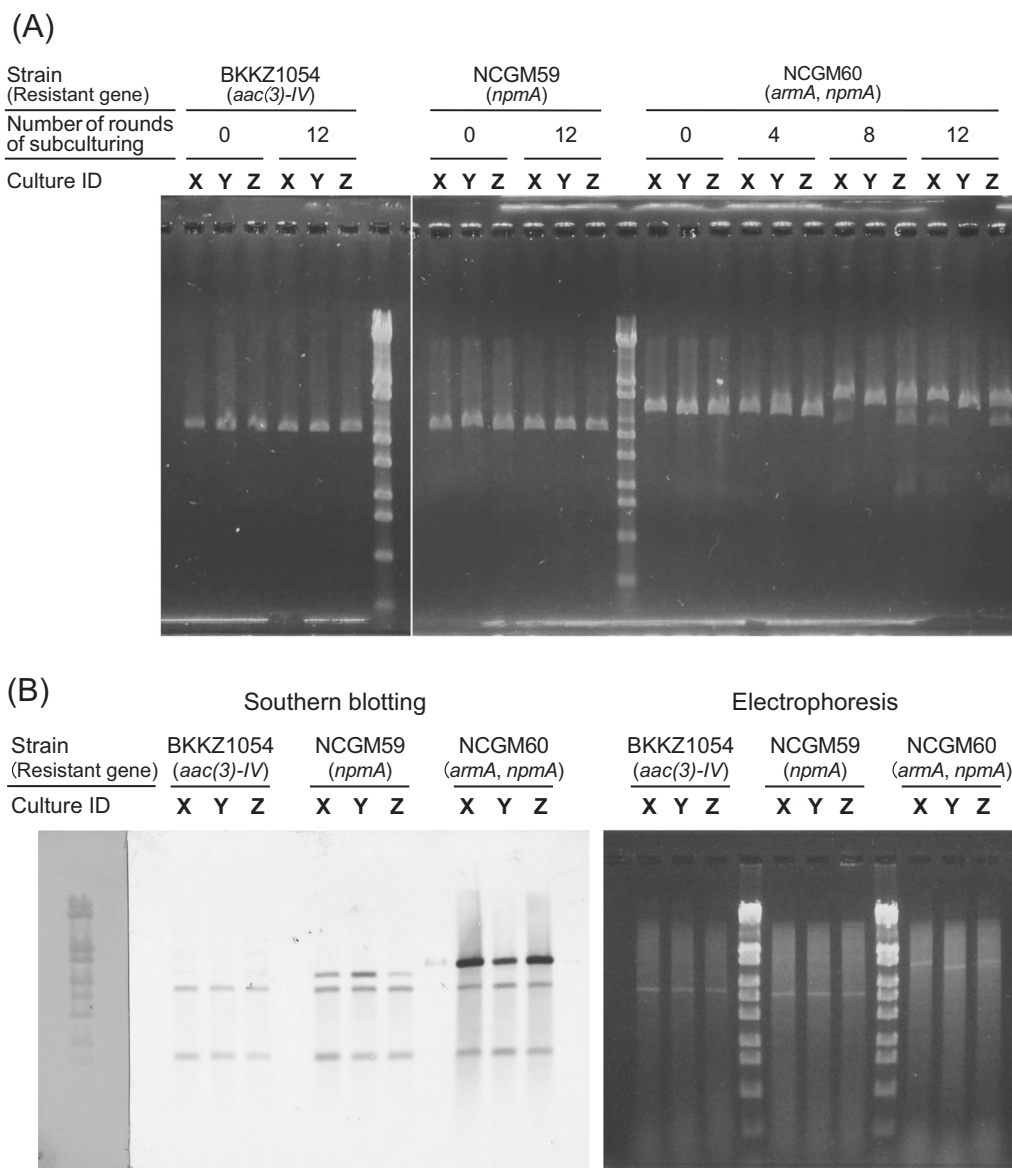 (A)
Strain BKKZ1054 NCGM59 NCGM60
(Resistant gene) (aac(3)-IV) (npmA) (armA, npmA)
Number of rounds of subculturing 0 12 0 12 0 4 8 12
Culture ID X Y Z X Y Z X Y Z X Y Z X Y Z X Y Z X Y Z X Y Z
(B)
Southern blotting Electrophoresis
Strain BKKZ1054 NCGM59 NCGM60 BKKZ1054 NCGM59 NCGM60
(Resistant gene) (aac(3)-IV) (npmA) (armA, npmA) (aac(3)-IV) (npmA) (armA, npmA)
Culture ID X Y Z X Y Z X Y Z X Y Z X Y Z X Y Z